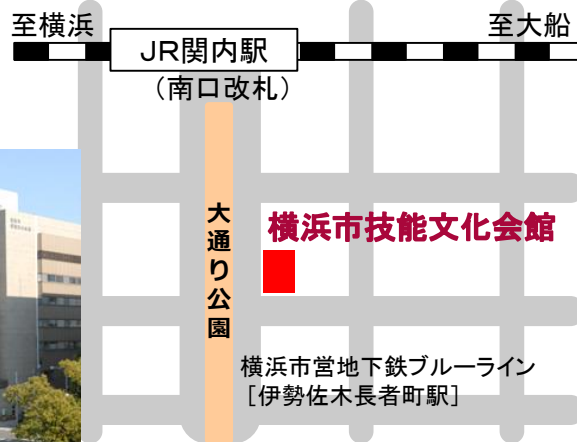 至横浜
至大船
JR関内駅
（南口改札）
大通り公園
横浜市技能文化会館
横浜市営地下鉄ブルーライン
［伊勢佐木長者町駅］